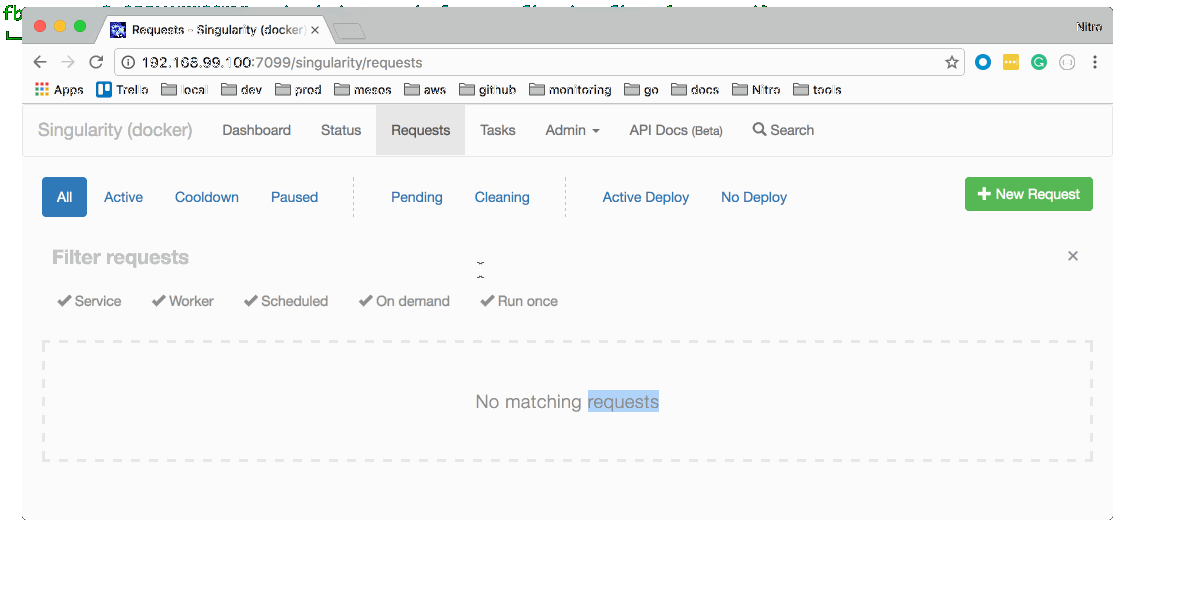 fb
Requests - Singularity (docker)
Nitro
192.168.99.100:7099/singularity/requests
Apps Trello local dev prod mesos aws github monitoring go docs Nitro tools
Singularity (docker) Dashboard Status Requests Tasks Admin API Docs (Beta) Search
All Active Cooldown Paused Pending Cleaning Active Deploy No Deploy New Request
Filter requests
Service Worker Scheduled On demand Run once
No matching requests